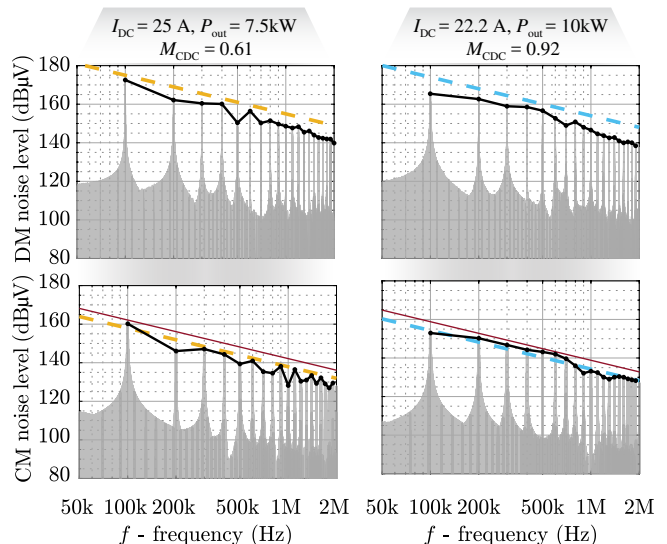 I_DC = 25 A, P_out = 7.5kW
M_CDC = 0.61
I_DC = 22.2 A, P_out = 10kW
M_CDC = 0.92
DM noise level (dBμV)
180
160
140
120
100
80
CM noise level (dBμV)
180
160
140
120
100
80
50k 100k 200k 500k 1M 2M
50k 100k 200k 500k 1M 2M
f - frequency (Hz)
f - frequency (Hz)